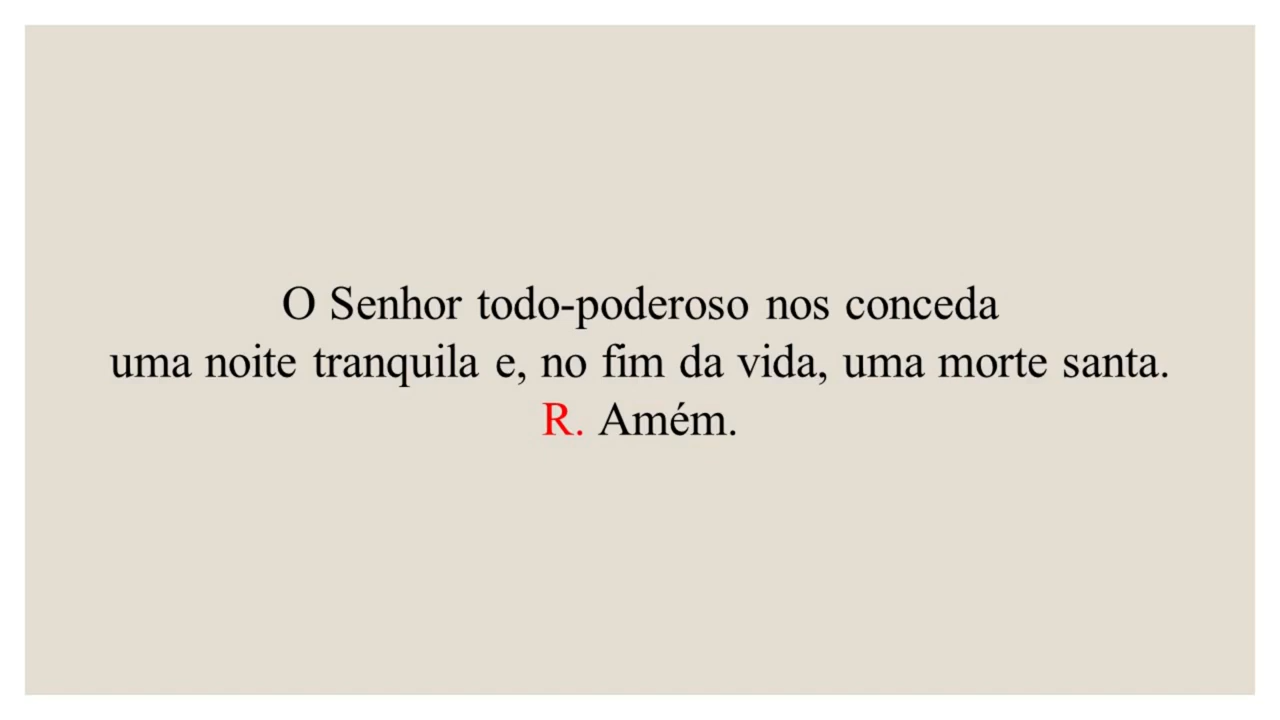 O Senhor todo-poderoso nos conceda
uma noite tranquila e, no fim da vida, uma morte santa.
R. Amém.